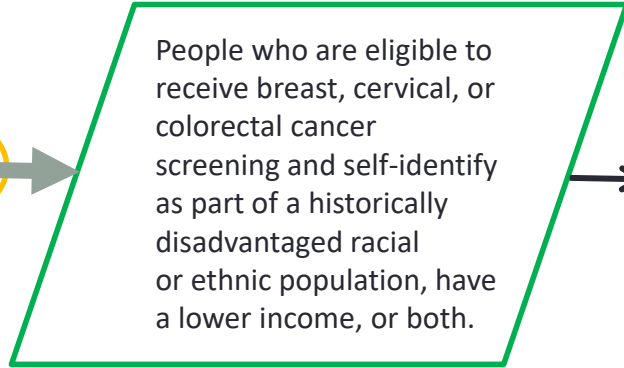 People who are eligible to
receive breast, cervical, or
colorectal cancer
screening and self-identify
as part of a historically
disadvantaged racial
or ethnic population, have
a lower income, or both.